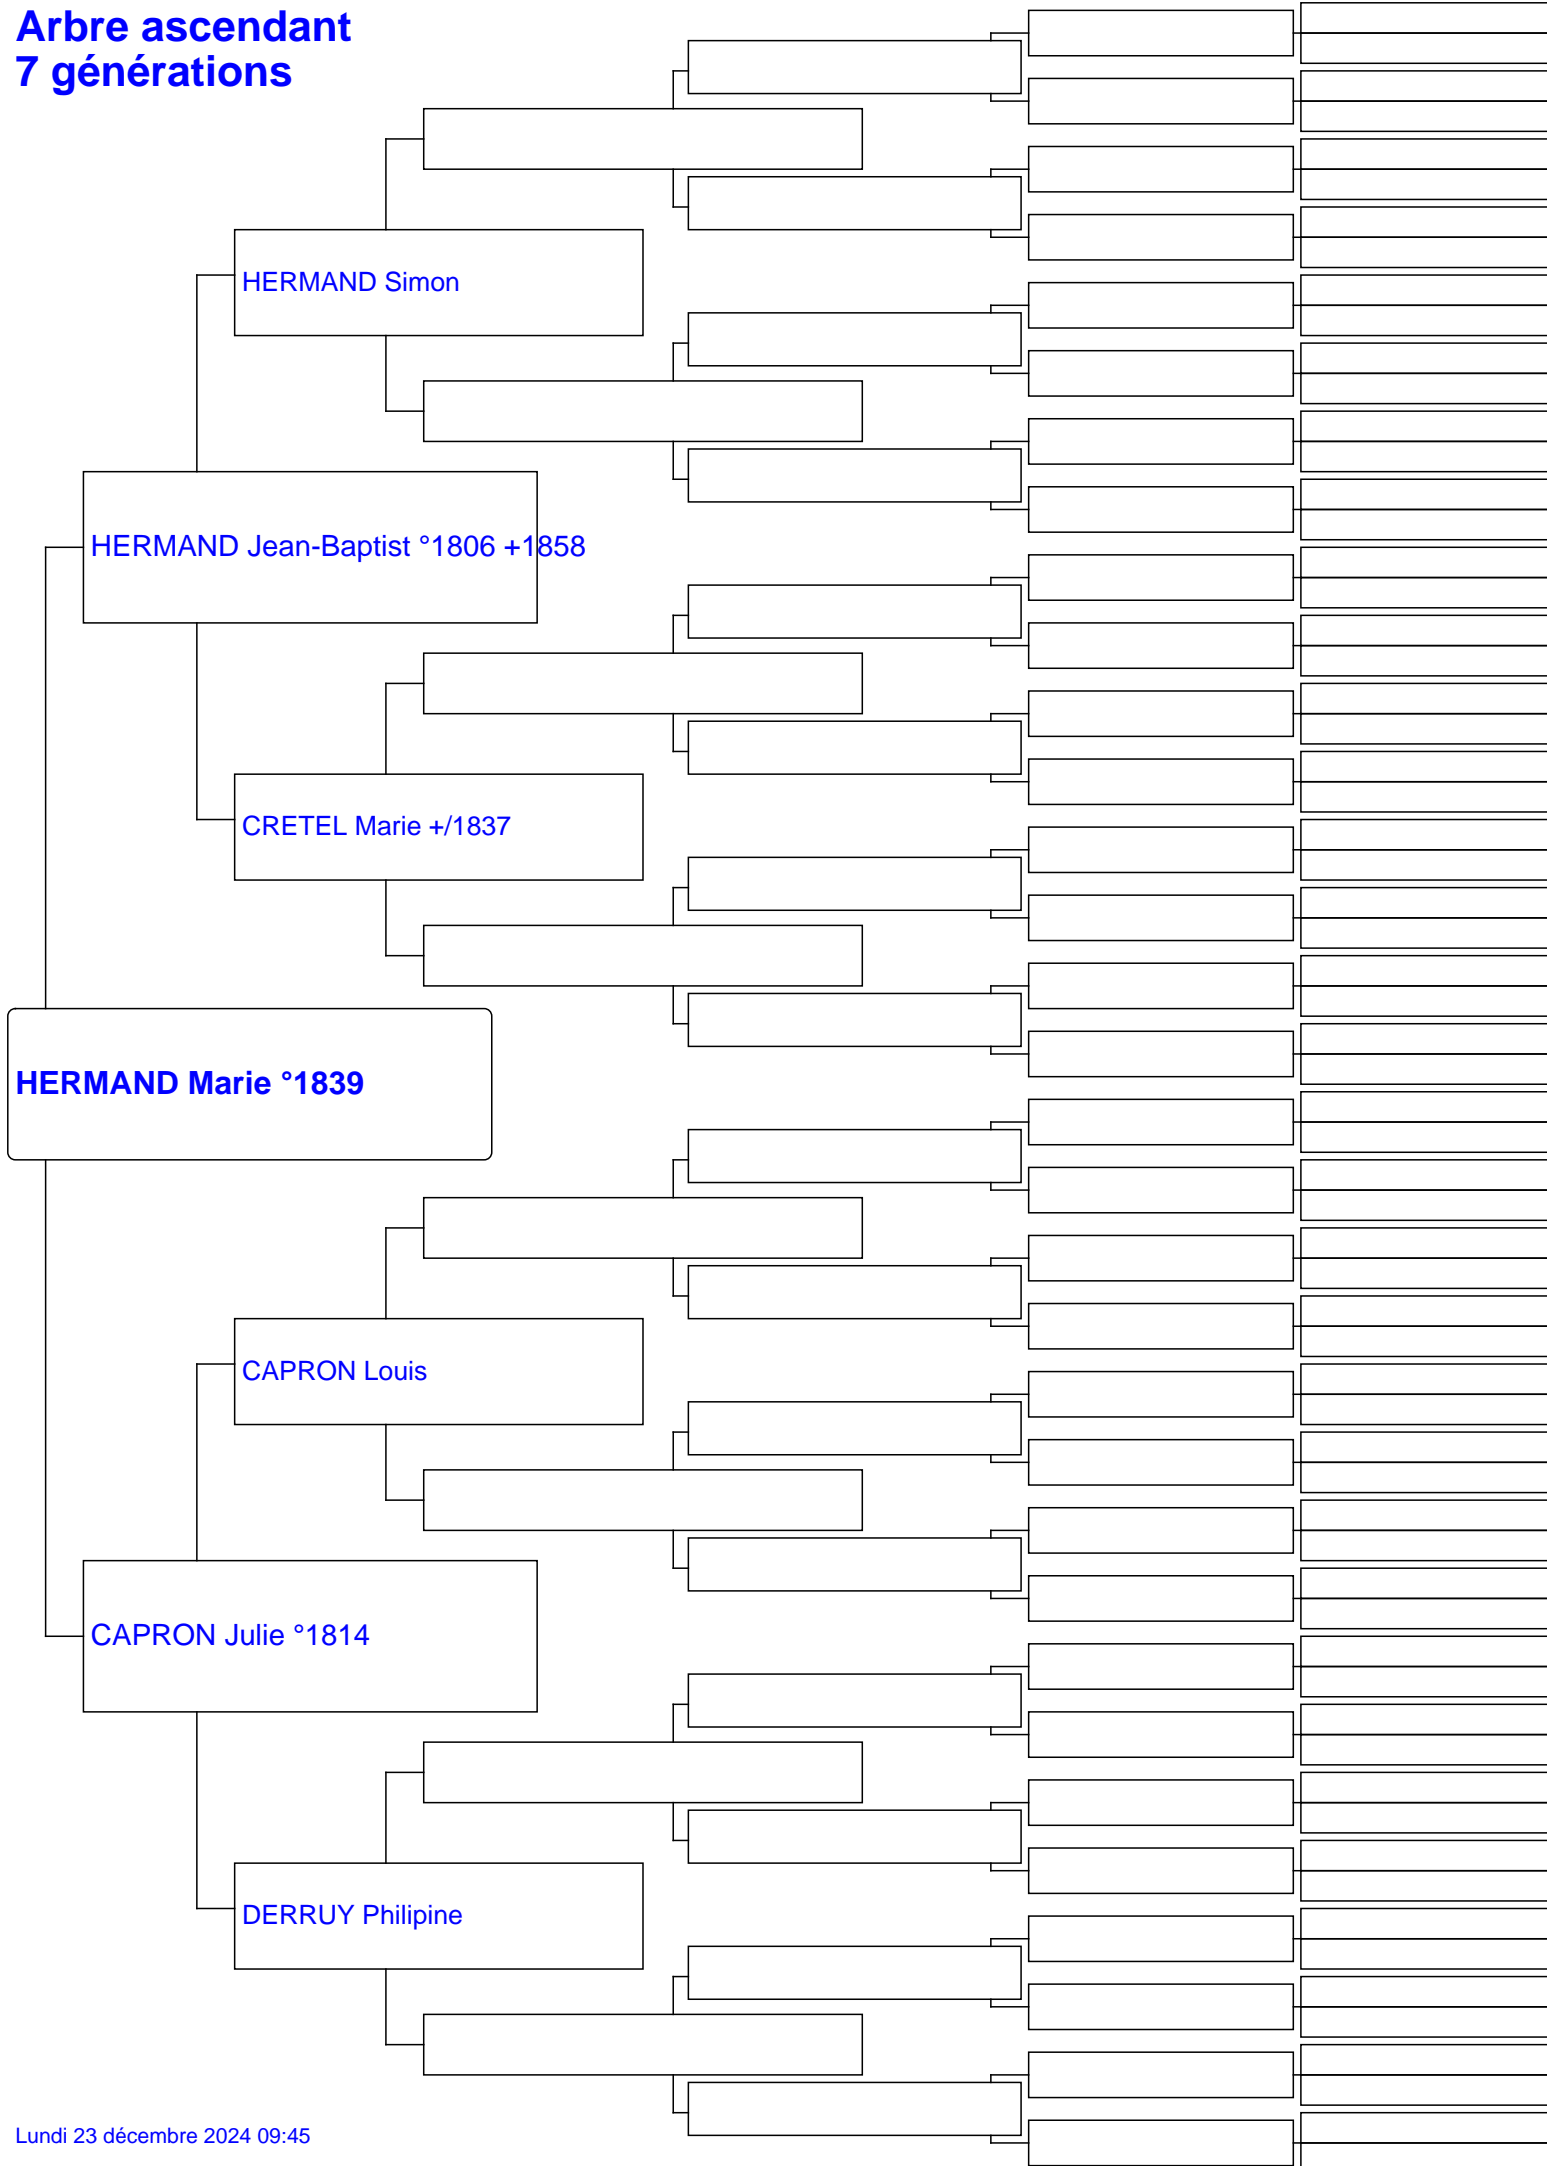 Arbre ascendant
7 générations
HERMAND Simon
HERMAND Jean-Baptist °1806 +1858
CRETEL Marie +/1837
HERMAND Marie °1839
CAPRON Louis
CAPRON Julie °1814
DERRUY Philipine
Lundi 23 décembre 2024 09:45